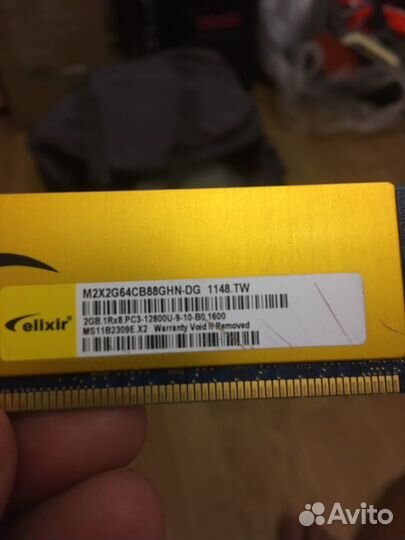 M2X2G64CB88GHN-DG 1148.TW
2GB 1Rx8 PC3-12800U-9-10-B0.1600
MS11B2309E.X2 Warranty Void If Removed
elixir
Avito